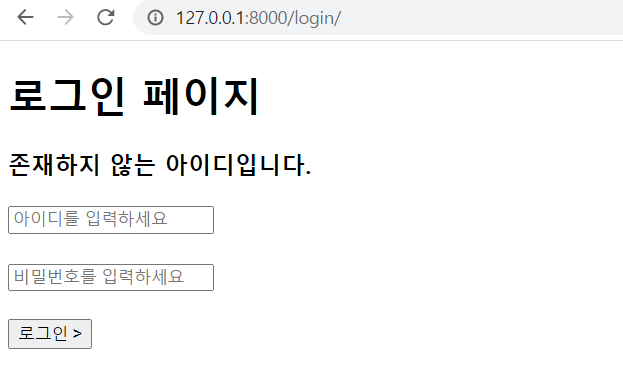 127.0.0.1:8000/login/
로그인 페이지
존재하지 않는 아이디입니다.
아이디를 입력하세요
비밀번호를 입력하세요
로그인 >